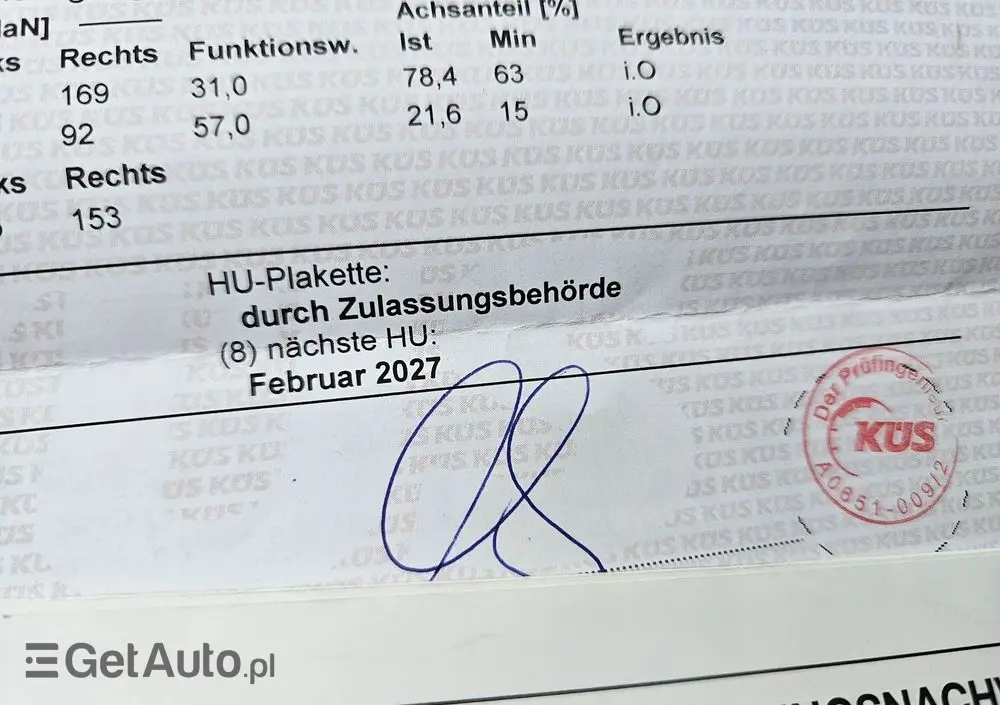 Achsanteil [%]
daN]
ks Rechts Funktionsw. Ist Min Ergebnis
169 31,0 78,4 63 i.O
92 57,0 21,6 15 i.O
ks Rechts
153
HU-Plakette:
durch Zulassungsbehörde
(8) nächste HU:
Februar 2027
Der Prüfingenieur
KÜS
A0651-009/2
GetAuto.pl